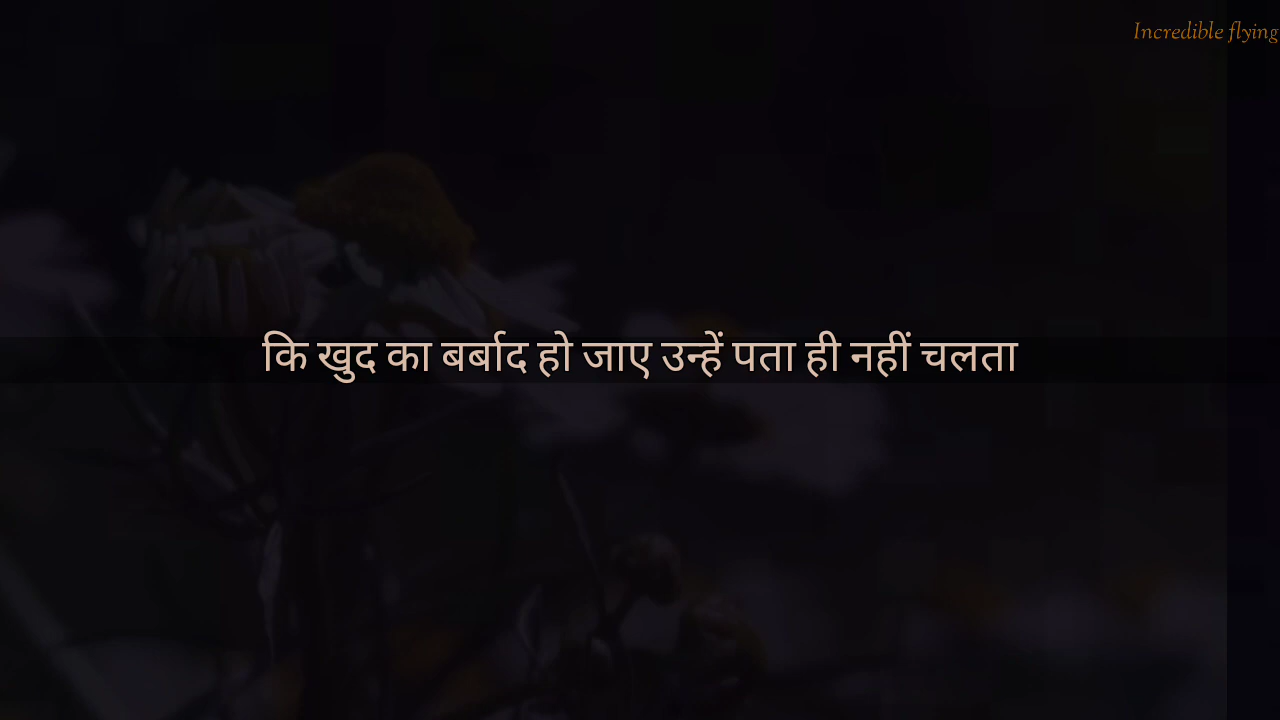 Incredible flying
कि खुद का बर्बाद हो जाए उन्हें पता ही नहीं चलता